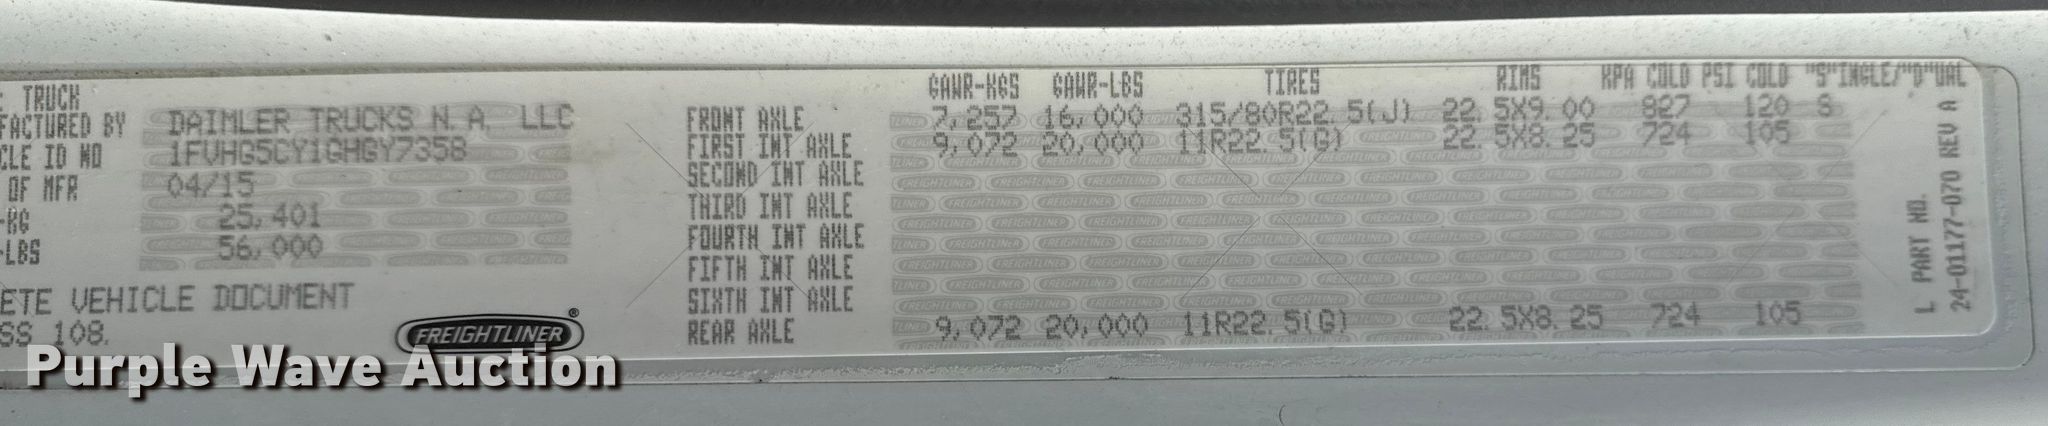 : TRUCK
FACTURED BY DAIMLER TRUCKS N.A. LLC
CLE ID NO 1FVHG5CY1GHGY7358
OF MFR 04/15
-KG 25,401
-LBS 56,000
ETE VEHICLE DOCUMENT
SS 108.
FREIGHTLINER®
GAWR-KGS GAWR-LBS TIRES RIMS KPA COLD PSI COLD "S"INGLE/"D"UAL
FRONT AXLE 7,257 16,000 315/80R22.5(J) 22.5X9.00 827 120 S
FIRST INT AXLE 9,072 20,000 11R22.5(G) 22.5X8.25 724 105
SECOND INT AXLE
THIRD INT AXLE
FOURTH INT AXLE
FIFTH INT AXLE
SIXTH INT AXLE
REAR AXLE 9,072 20,000 11R22.5(G) 22.5X8.25 724 105
L PART NO.
24-01177-070 REV A
Purple Wave Auction